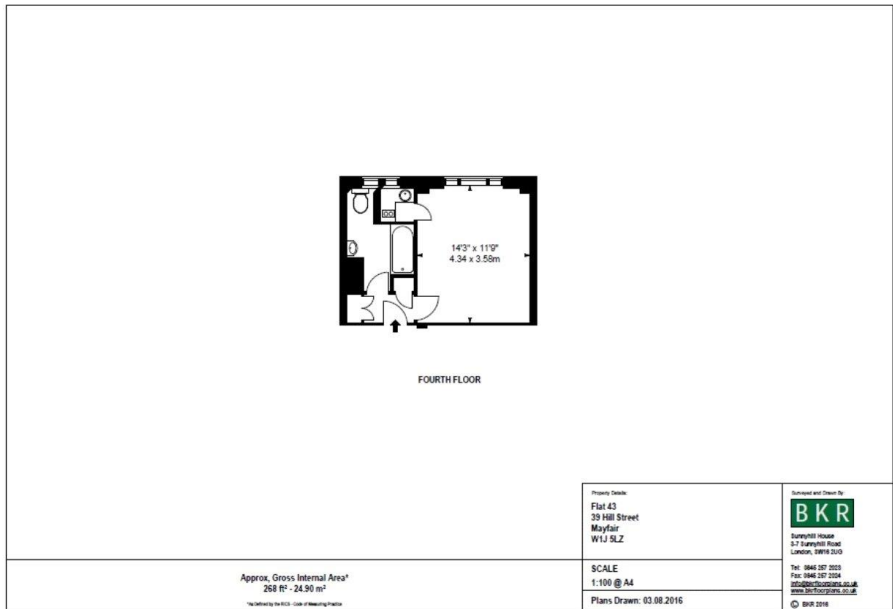 14'3" x 11'9"
4.34 x 3.58m
FOURTH FLOOR
Approx. Gross Internal Area*
268 ft² - 24.90 m²
*As Defined by the RICS - Code of Measuring Practice
Property Details:
Flat 43
39 Hill Street
Mayfair
W1J 5LZ
SCALE
1:100 @ A4
Plans Drawn: 03.08.2016
Surveyed and Drawn By:
BKR
Sunnyhill House
3-7 Sunnyhill Road
London, SW16 2UG
Tel: 0845 257 2023
Fax: 0845 257 2024
info@bkrfloorplans.co.uk
www.bkrfloorplans.co.uk
© BKR 2016